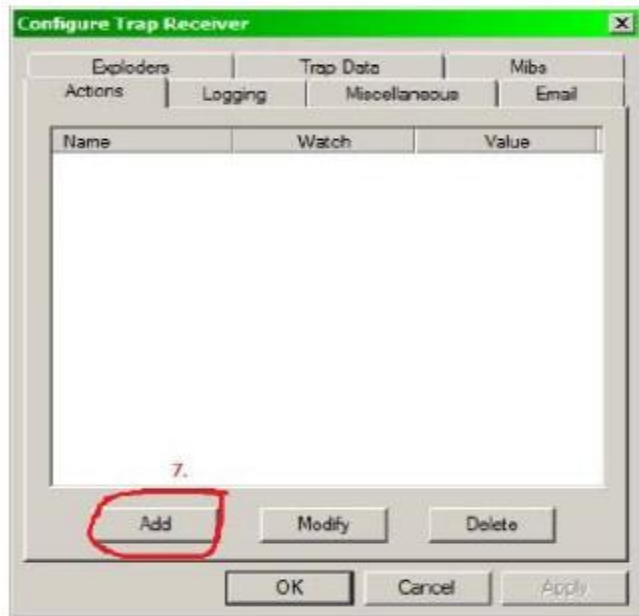 Configure Trap Receiver
Exploders Trap Data Mibs
Actions Logging Miscellaneous Email
Name Watch Value
7.
Add Modify Delete
OK Cancel Apply